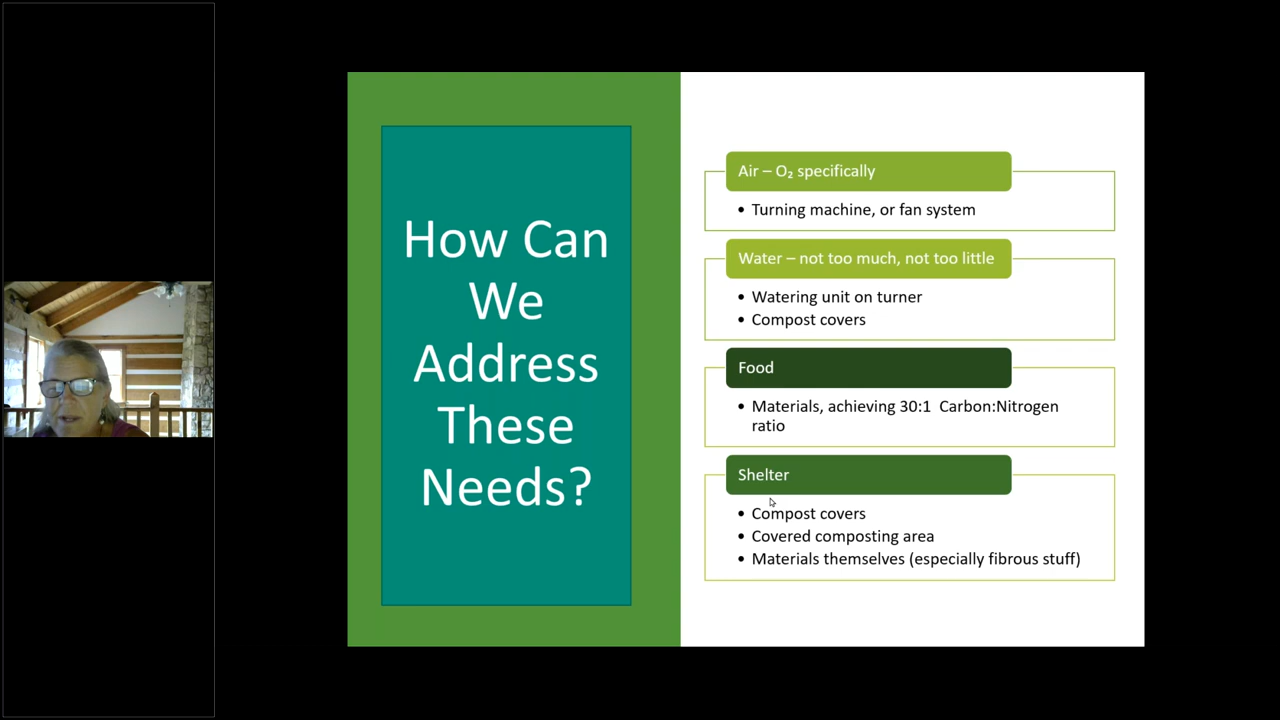 How Can
We
Address
These
Needs?
Air – O₂ specifically
• Turning machine, or fan system
Water – not too much, not too little
• Watering unit on turner
• Compost covers
Food
• Materials, achieving 30:1 Carbon:Nitrogen
ratio
Shelter
• Compost covers
• Covered composting area
• Materials themselves (especially fibrous stuff)